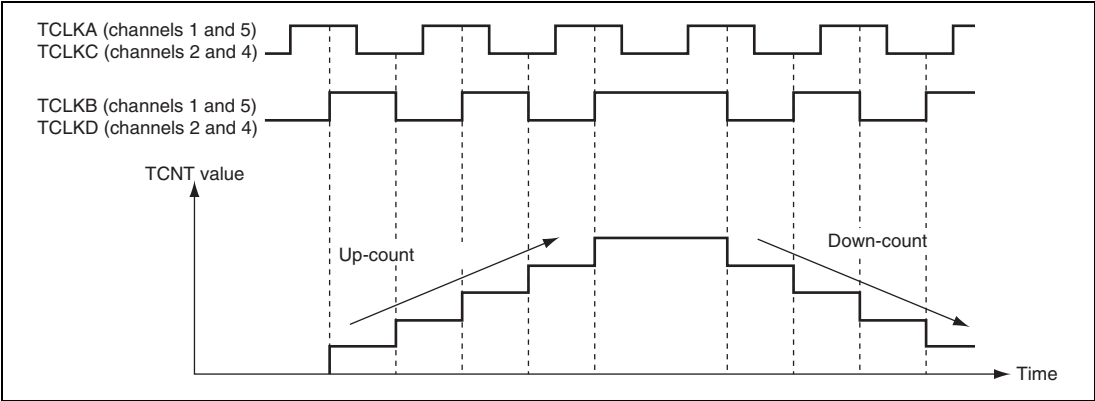 TCLKA (channels 1 and 5)
TCLKC (channels 2 and 4)
TCLKB (channels 1 and 5)
TCLKD (channels 2 and 4)
TCNT value
Up-count
Down-count
Time